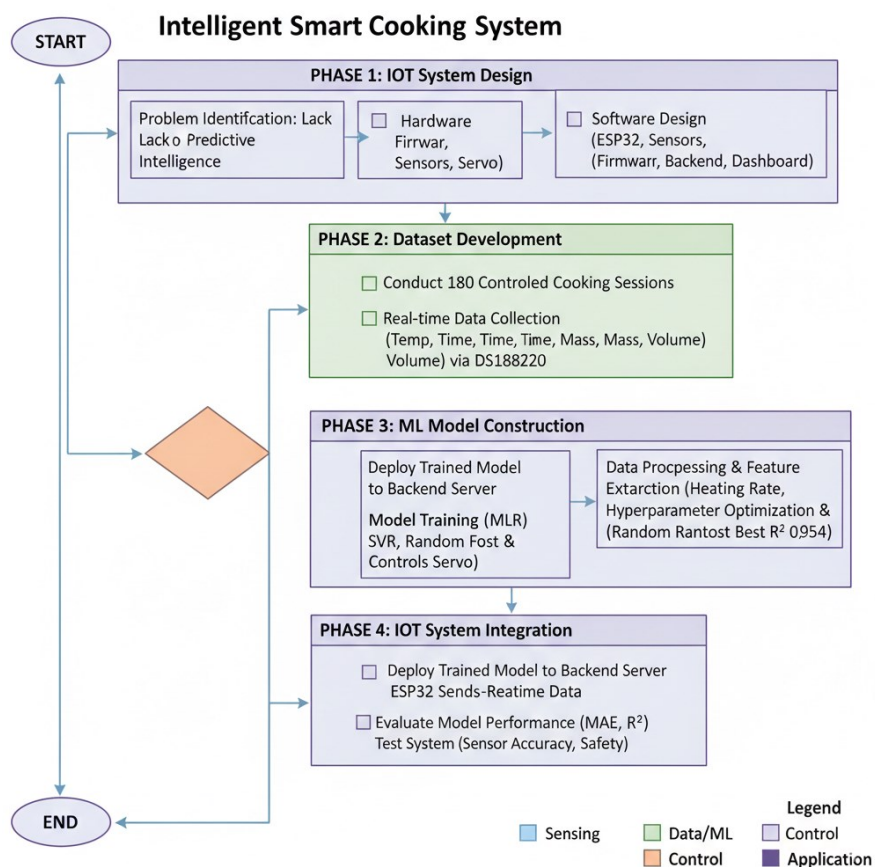 Intelligent Smart Cooking System
START
PHASE 1: IOT System Design
Problem Identifcation: Lack
Lack o Predictive
Intelligence
Hardware
Firrwar,
Sensors, Servo)
Software Design
(ESP32, Sensors,
(Firmwarr, Backend, Dashboard)
PHASE 2: Dataset Development
Conduct 180 Controled Cooking Sessions
Real-time Data Collection
(Temp, Time, Time, Time, Mass, Mass, Volume)
Volume) via DS188220
PHASE 3: ML Model Construction
Deploy Trained Model
to Backend Server
Model Training (MLR)
SVR, Random Fost &
Controls Servo)
Data Procpessing & Feature
Extarction (Heating Rate,
Hyperparameter Optimization &
(Random Rantost Best R² 0,954)
PHASE 4: IOT System Integration
Deploy Trained Model to Backend Server
ESP32 Sends-Reatime Data
Evaluate Model Performance (MAE, R²)
Test System (Sensor Accuracy, Safety)
END
Legend
Sensing
Data/ML
Control
Control
Application